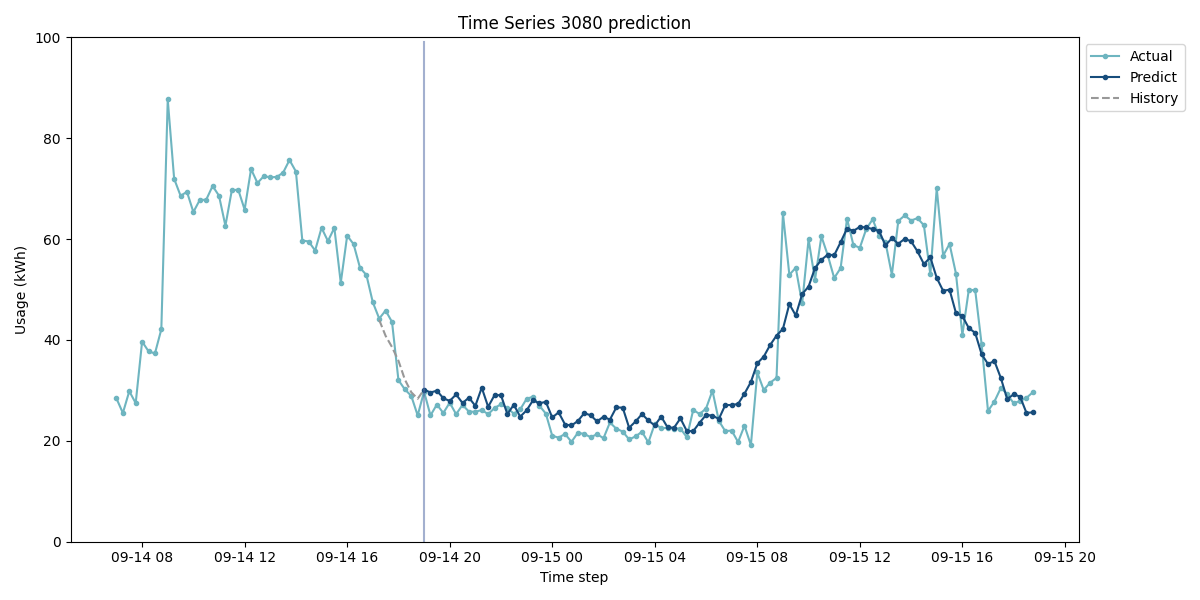 Time Series 3080 prediction
100
80
60
40
20
0
Usage (kWh)
09-14 08
09-14 12
09-14 16
09-14 20
09-15 00
09-15 04
09-15 08
09-15 12
09-15 16
09-15 20
Time step
Actual
Predict
History